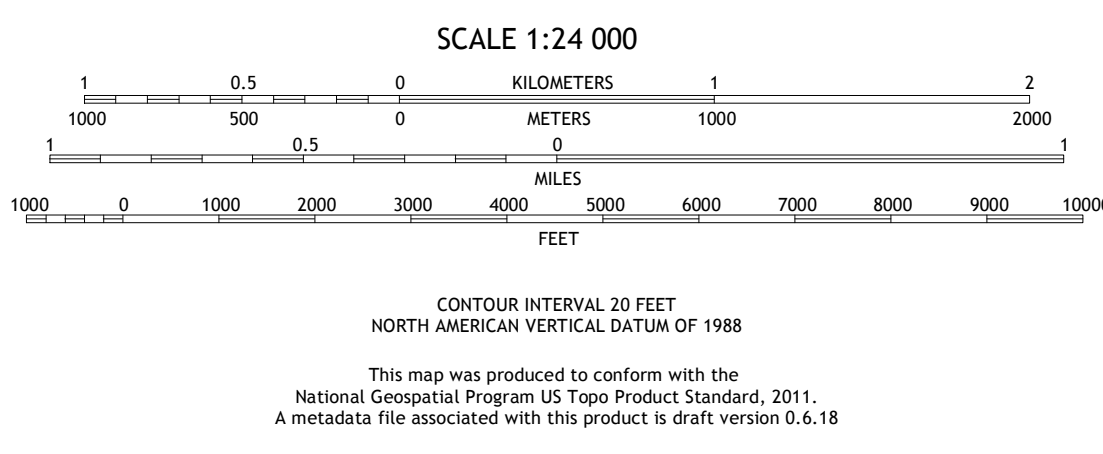 SCALE 1:24 000
1 0.5 0 KILOMETERS 1 2
1000 500 0 METERS 1000 2000
1 0.5 0 1
MILES
1000 0 1000 2000 3000 4000 5000 6000 7000 8000 9000 10000
FEET
CONTOUR INTERVAL 20 FEET
NORTH AMERICAN VERTICAL DATUM OF 1988
This map was produced to conform with the
National Geospatial Program US Topo Product Standard, 2011.
A metadata file associated with this product is draft version 0.6.18